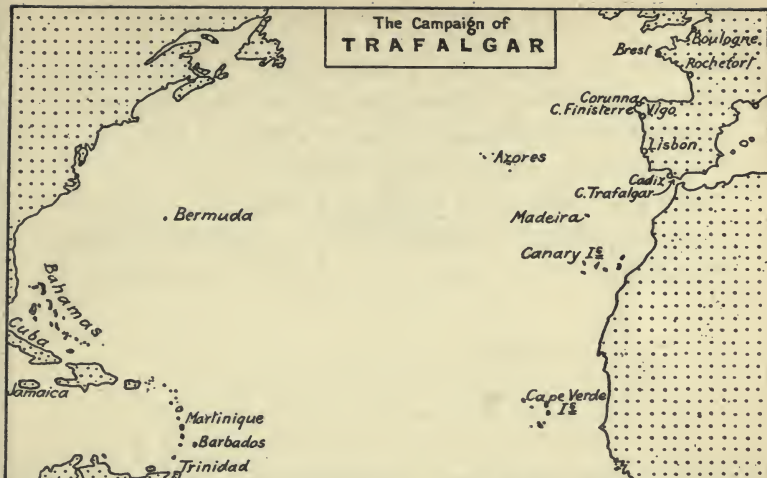 The Campaign of
TRAFALGAR
Boulogne
Brest
Rochefort
Corunna
C. Finisterre
Vigo
Lisbon
Azores
Cadix
C. Trafalgar
Bermuda
Madeira
Canary Is
Bahamas
Cuba
Jamaica
Cape Verde
Is
Martinique
Barbados
Trinidad